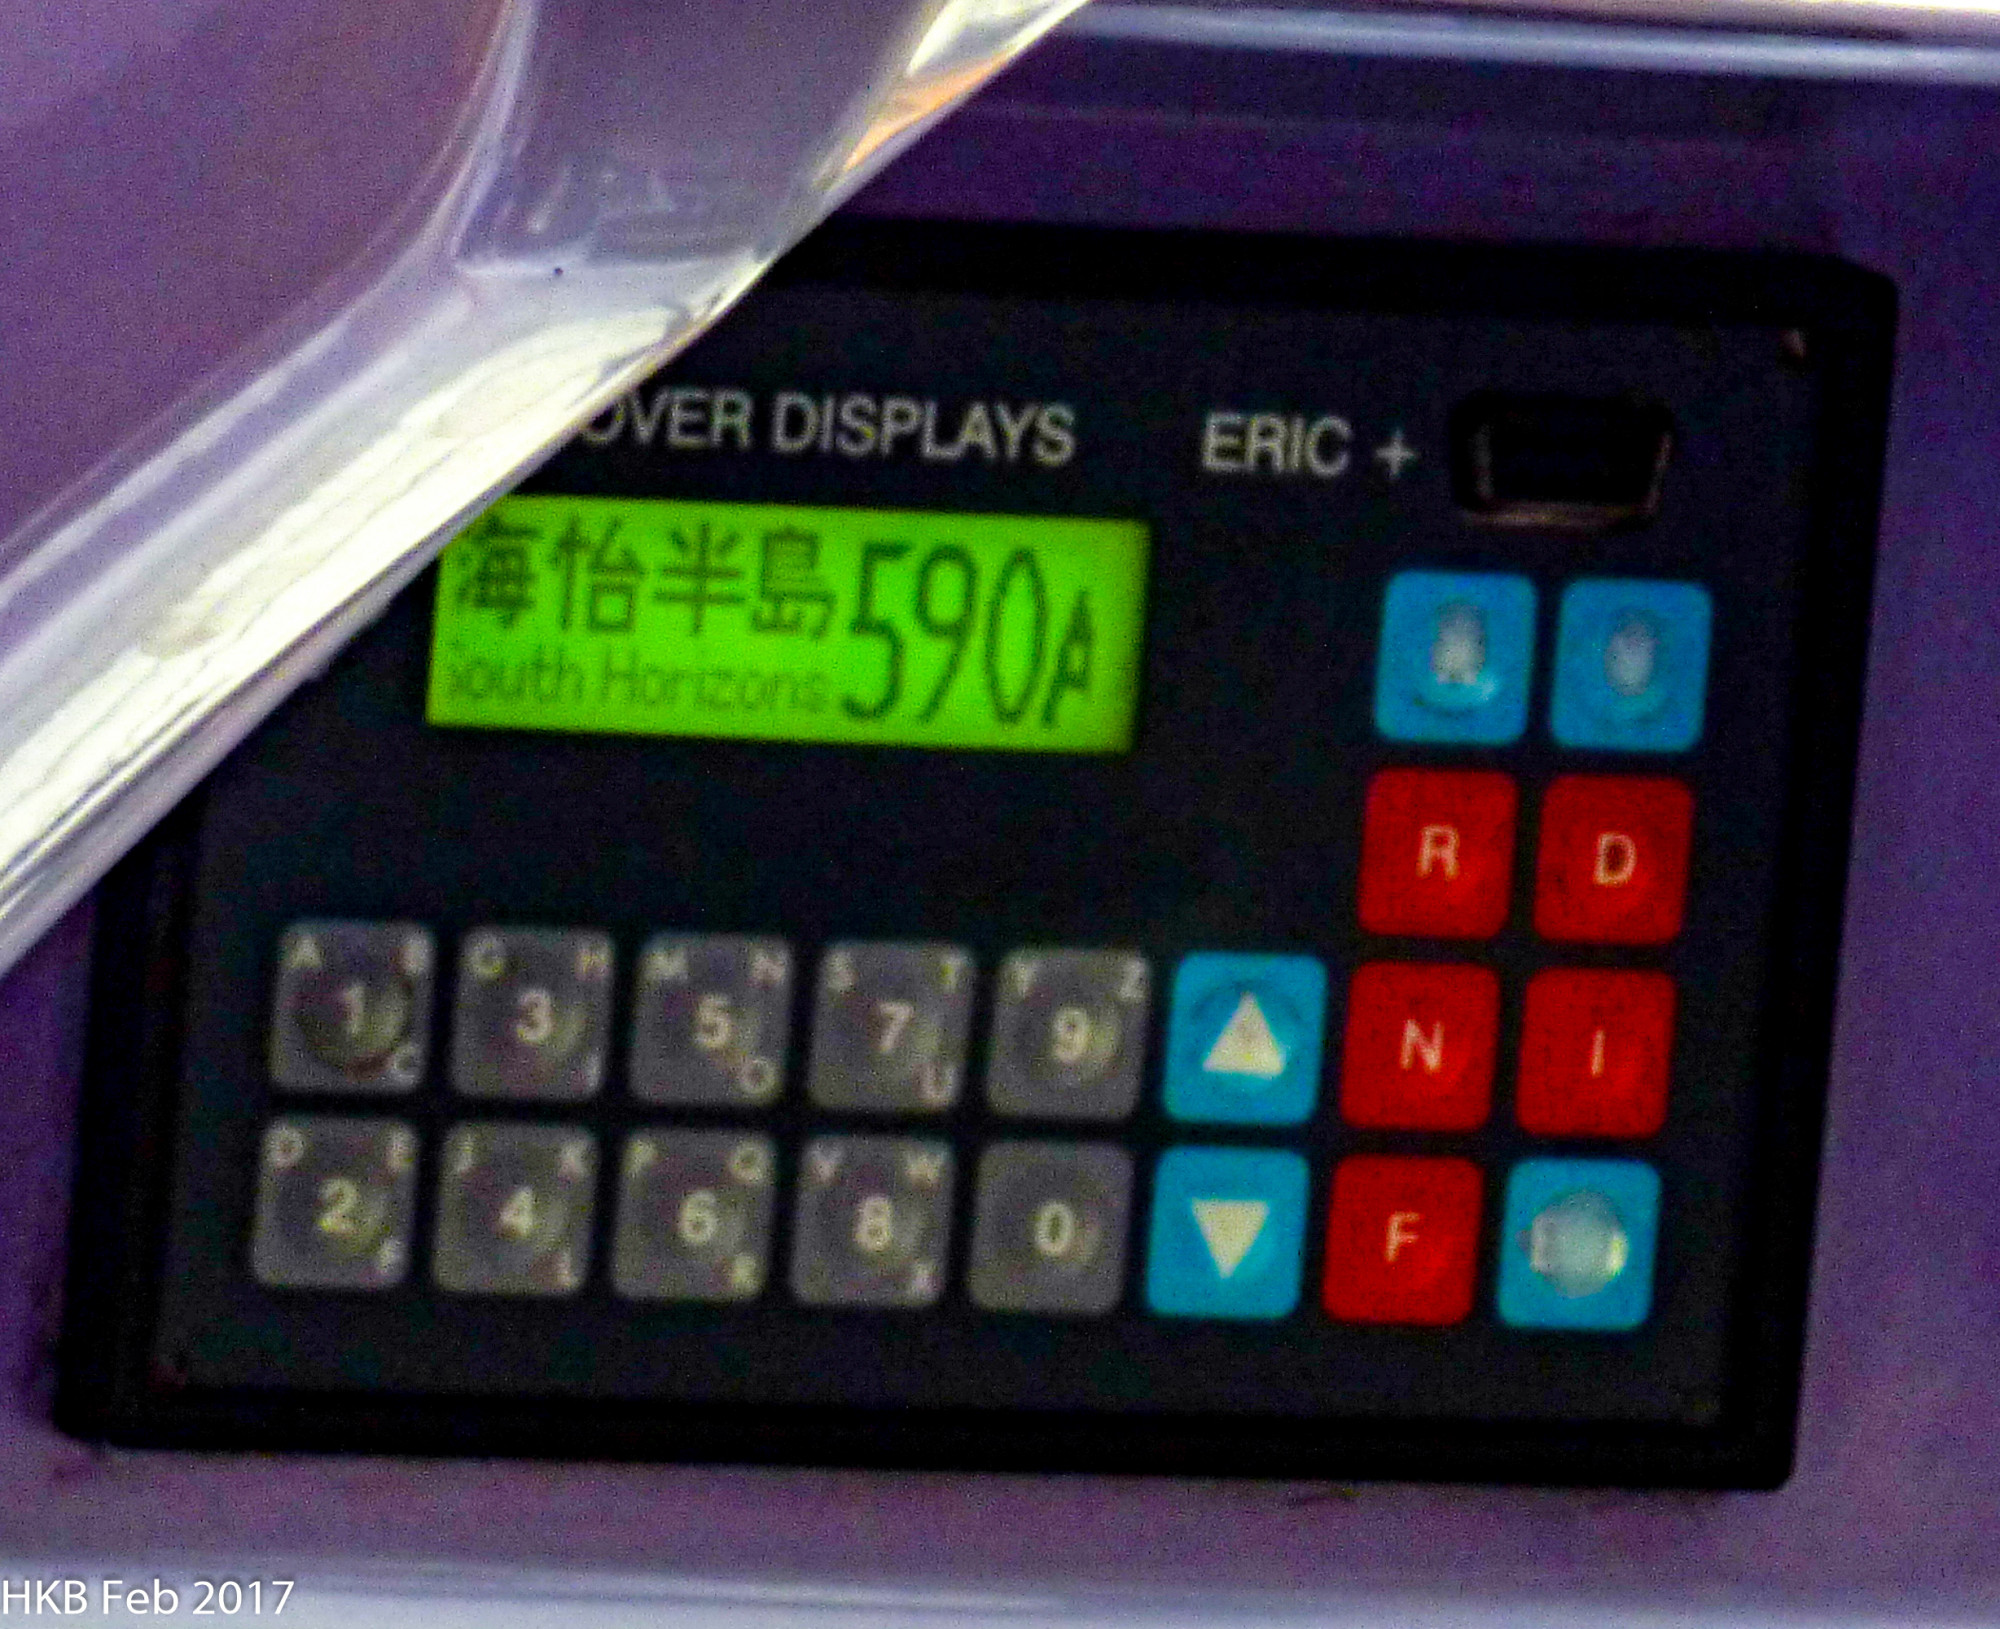 OVER DISPLAYS ERIC +
海怡半島 590A
South Horizons
R D
A B G H M N S T Y Z
1 3 5 7 9 N I
C I O U
D E J K P Q V W
2 4 6 8 0 F
F L R X
HKB Feb 2017